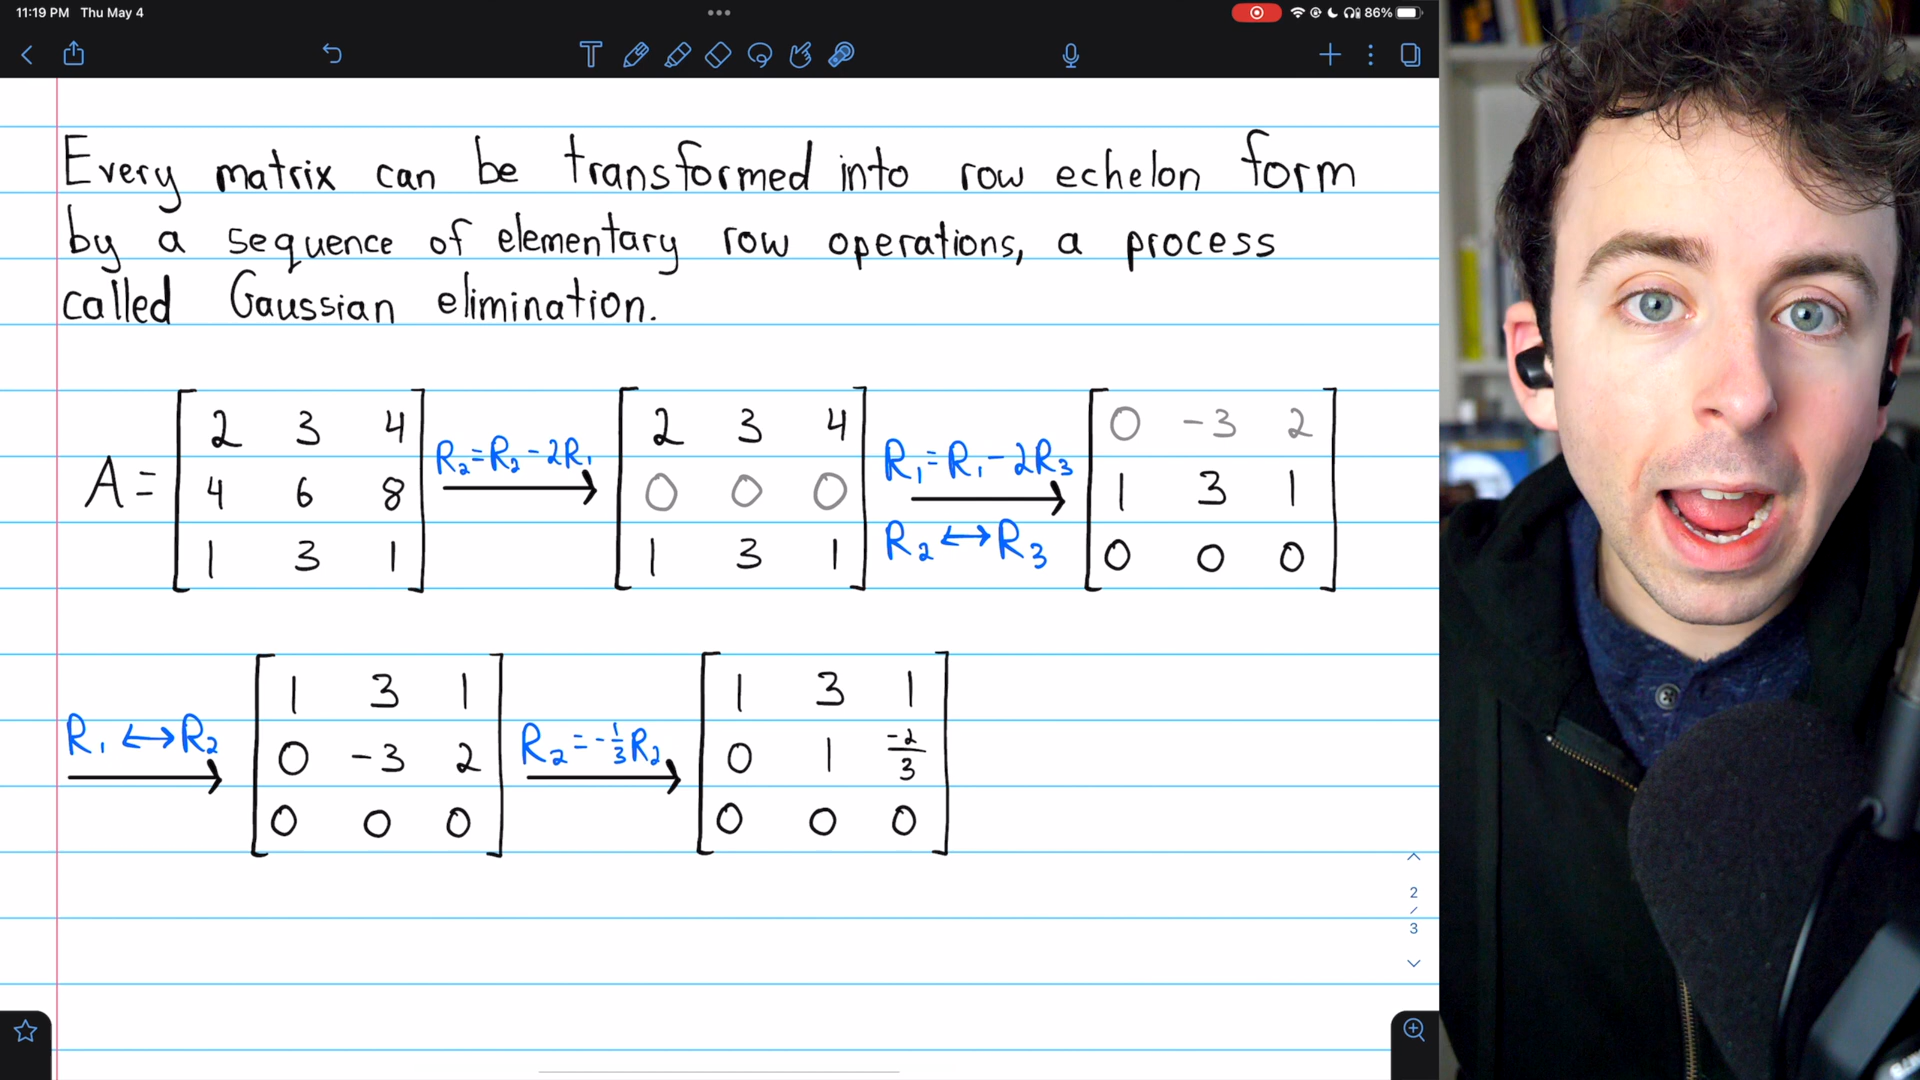 11:19 PM Thu May 4
86%
Every matrix can be transformed into row echelon form
by a sequence of elementary row operations, a process
called Gaussian elimination.
A = [2 3 4; 4 6 8; 1 3 1] R₂=R₂-2R₁ → [2 3 4; 0 0 0; 1 3 1] R₁=R₁-2R₃ R₂↔R₃ → [0 -3 2; 1 3 1; 0 0 0]
R₁↔R₂ → [1 3 1; 0 -3 2; 0 0 0] R₂=-1/3R₂ → [1 3 1; 0 1 -2/3; 0 0 0]
2
/
3